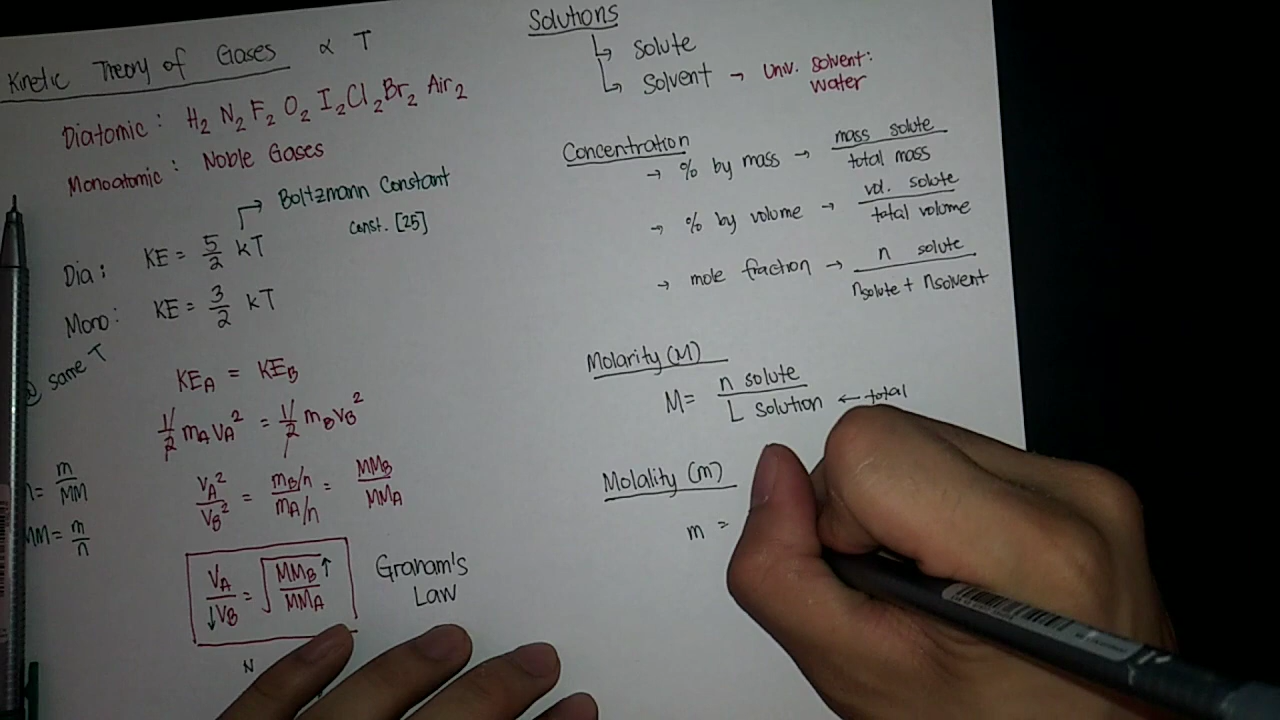 Kinetic Theory of Gases ∝ T
Diatomic: H2 N2 F2 O2 I2 Cl2 Br2 Air2
Monoatomic: Noble Gases
↱ Boltzmann Constant
const. [25]
Dia: KE = 5/2 kT
Mono: KE = 3/2 kT
@ same T
KEA = KEB
1/2 mAVA² = 1/2 mBVB²
VA²/VB² = (mB/n)/(mA/n) = MMB/MMA
n = m/MM
MM = m/n
VA/↓VB = √(MMB↑/MMA)
Graham's
Law
N
Solutions
↳ solute
↳ solvent → Univ. solvent:
water
Concentration
→ % by mass → mass solute/total mass
→ % by volume → vol. solute/total volume
→ mole fraction → n solute/nsolute + nsolvent
Molarity (M)
M = n solute/L solution ← total
Molality (m)
m =